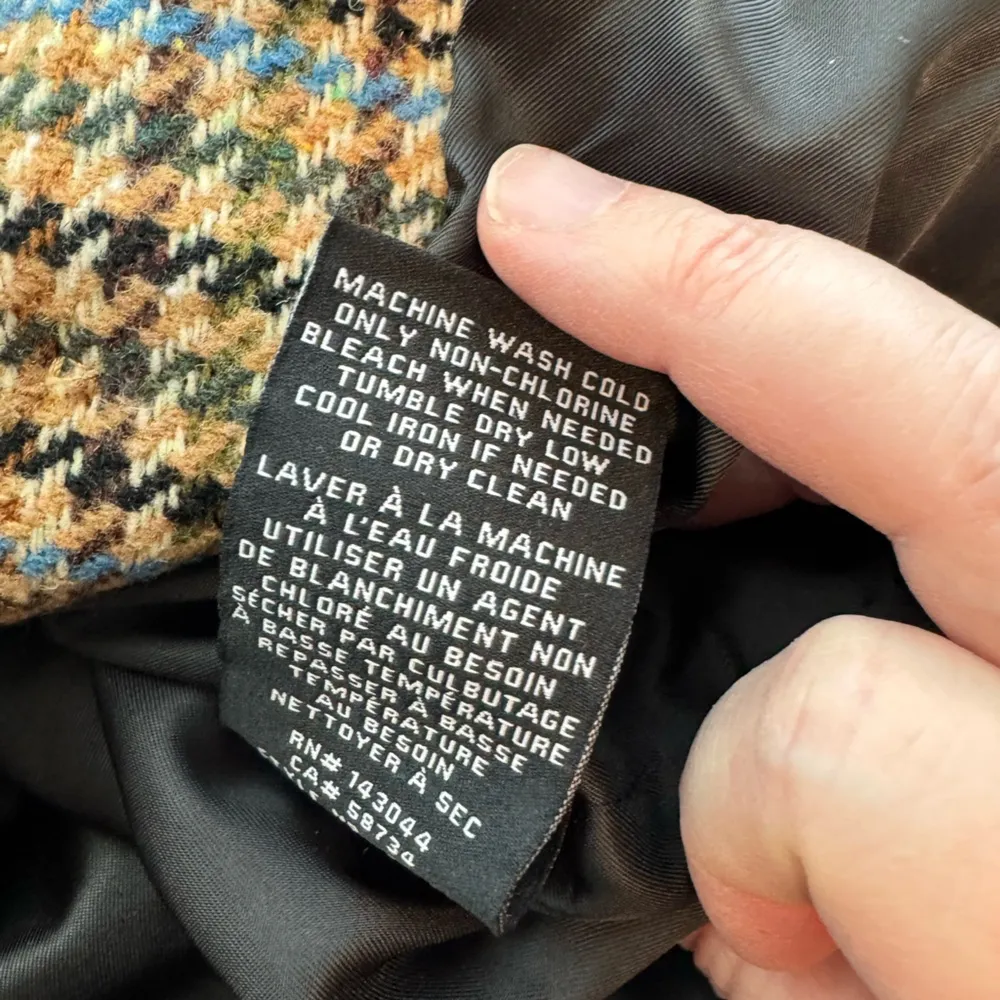 MACHINE WASH COLD
ONLY NON-CHLORINE
BLEACH WHEN NEEDED
TUMBLE DRY LOW
COOL IRON IF NEEDED
OR DRY CLEAN
LAVER À LA MACHINE
À L'EAU FROIDE
UTILISER UN AGENT
DE BLANCHIMENT NON
CHLORÉ AU BESOIN
SÉCHER PAR CULBUTAGE
À BASSE TEMPÉRATURE
REPASSER À BASSE
TEMPÉRATURE
AU BESOIN
NETTOYER À SEC
RN# 143044
CA# 58734